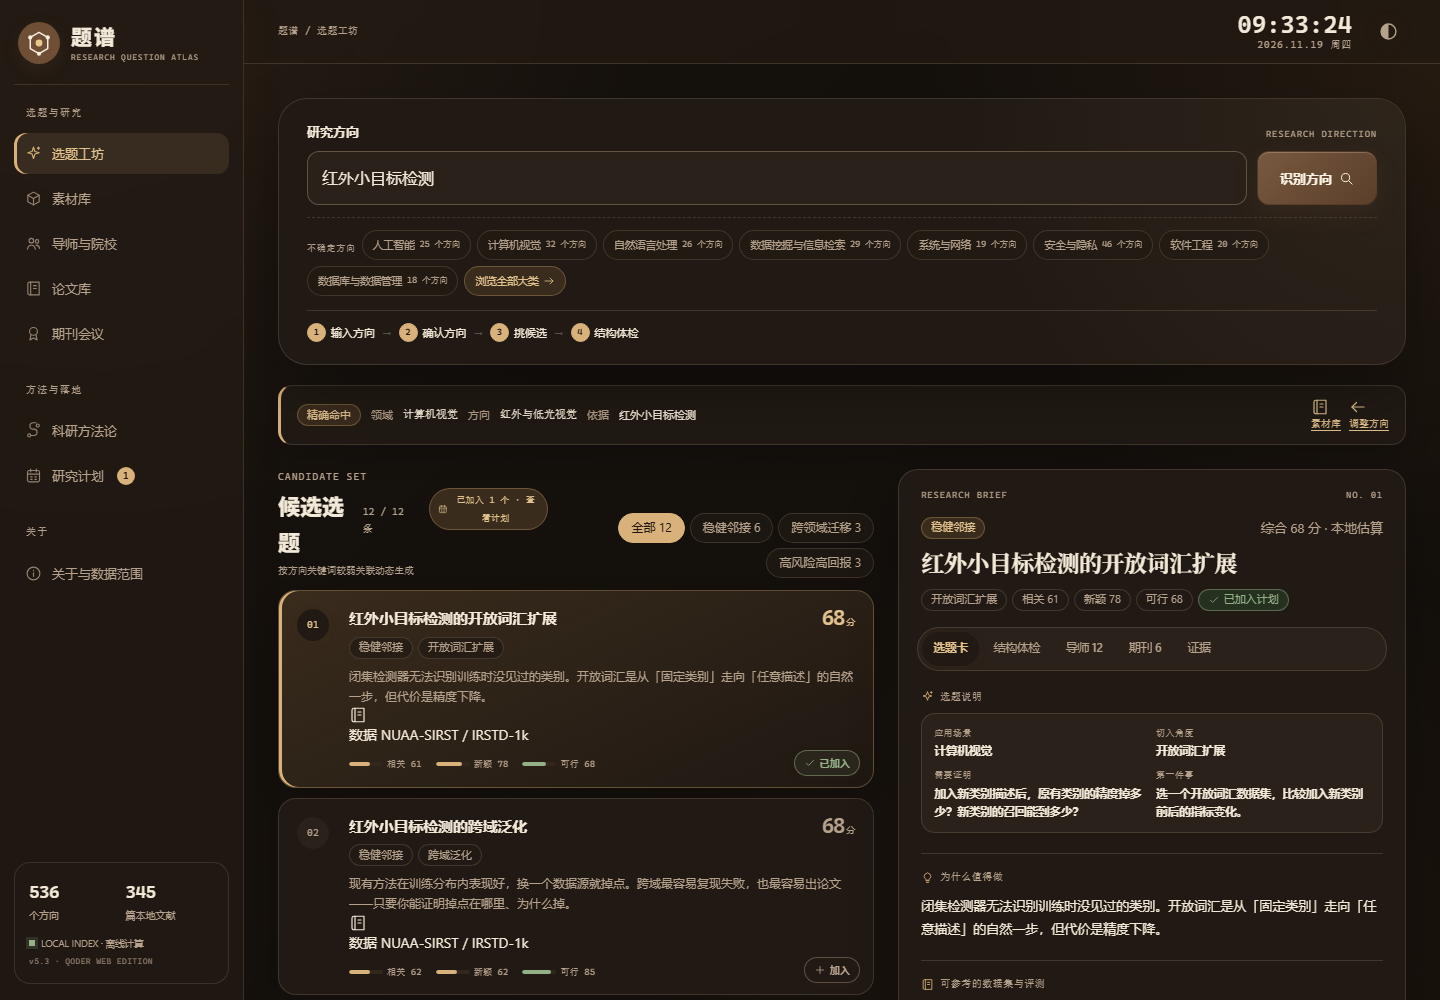 题谱
RESEARCH QUESTION ATLAS
选题与研究
选题工坊
素材库
导师与院校
论文库
期刊会议
方法与落地
科研方法论
研究计划 1
关于
关于与数据范围
536 345
个方向 篇本地文献
LOCAL INDEX · 离线计算
v5.3 · QODER WEB EDITION
题谱 / 选题工坊
09:33:24
2026.11.19 周四
研究方向 RESEARCH DIRECTION
红外小目标检测 识别方向
不确定方向 人工智能 25 个方向 计算机视觉 32 个方向 自然语言处理 26 个方向 数据挖掘与信息检索 29 个方向 系统与网络 19 个方向 安全与隐私 46 个方向 软件工程 20 个方向
数据库与数据管理 18 个方向 浏览全部大类 →
1 输入方向 → 2 确认方向 → 3 挑候选 → 4 结构体检
精确命中 领域 计算机视觉 方向 红外与低光视觉 依据 红外小目标检测
素材库 调整方向
CANDIDATE SET
候选选题
12 / 12 条
已加入 1 个 · 查看计划
按方向关键词较弱关联动态生成
全部 12 稳健邻接 6 跨领域迁移 3
高风险高回报 3
01 红外小目标检测的开放词汇扩展 68分
稳健邻接 开放词汇扩展
闭集检测器无法识别训练时没见过的类别。开放词汇是从「固定类别」走向「任意描述」的自然
一步，但代价是精度下降。
数据 NUAA-SIRST / IRSTD-1k
相关 61 新颖 78 可行 68 已加入
02 红外小目标检测的跨域泛化 68分
稳健邻接 跨域泛化
现有方法在训练分布内表现好，换一个数据源就掉点。跨域最容易复现失败，也最容易出论文
——只要你能证明掉点在哪里、为什么掉。
数据 NUAA-SIRST / IRSTD-1k
相关 62 新颖 62 可行 85 + 加入
RESEARCH BRIEF NO. 01
稳健邻接 综合 68 分 · 本地估算
红外小目标检测的开放词汇扩展
开放词汇扩展 相关 61 新颖 78 可行 68 已加入计划
选题卡 结构体检 导师 12 期刊 6 证据
选题说明
应用场景 切入角度
计算机视觉 开放词汇扩展
需要证明 第一件事
加入新类别描述后，原有类别的精度掉多 选一个开放词汇数据集，比较加入新类别
少？新类别的召回能到多少？ 前后的指标变化。
为什么值得做
闭集检测器无法识别训练时没见过的类别。开放词汇是从「固定类别」走向「任
意描述」的自然一步，但代价是精度下降。
可参考的数据集与评测